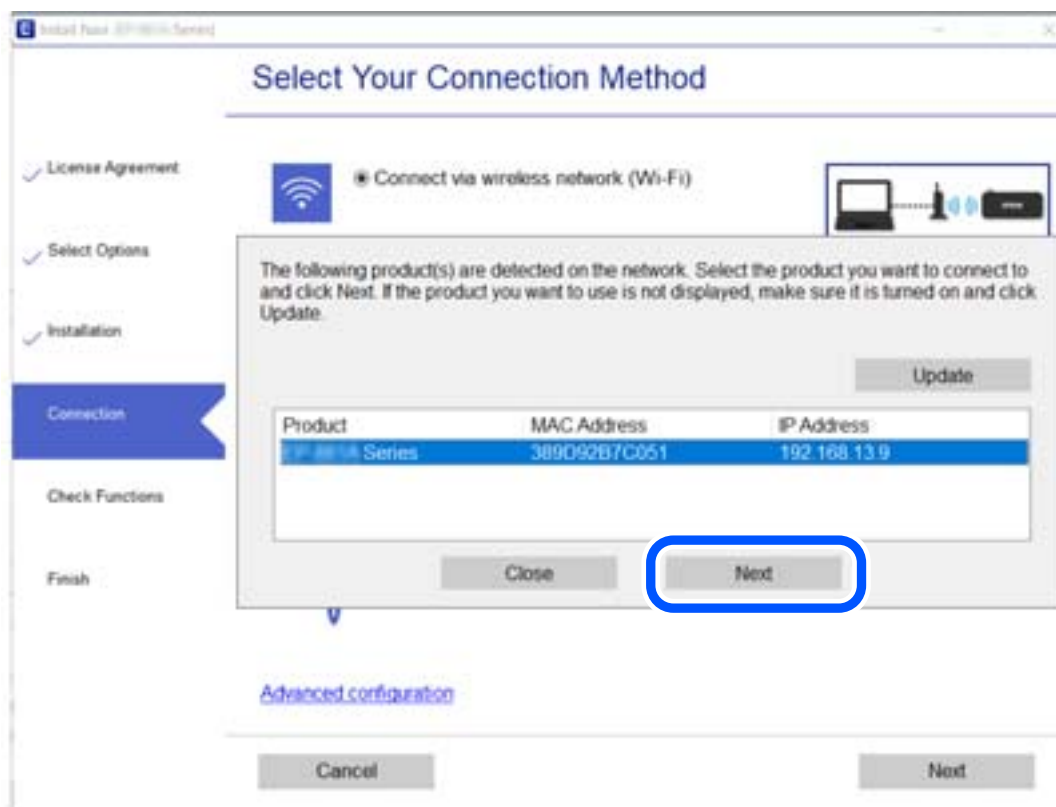 Select Your Connection Method
License Agreement
Select Options
Installation
Connection
Check Functions
Finish
Connect via wireless network (Wi-Fi)
The following product(s) are detected on the network. Select the product you want to connect to
and click Next. If the product you want to use is not displayed, make sure it is turned on and click
Update.
Update
Product MAC Address IP Address
Series 389D92B7C051 192.168.13.9
Close Next
Advanced configuration
Cancel Next